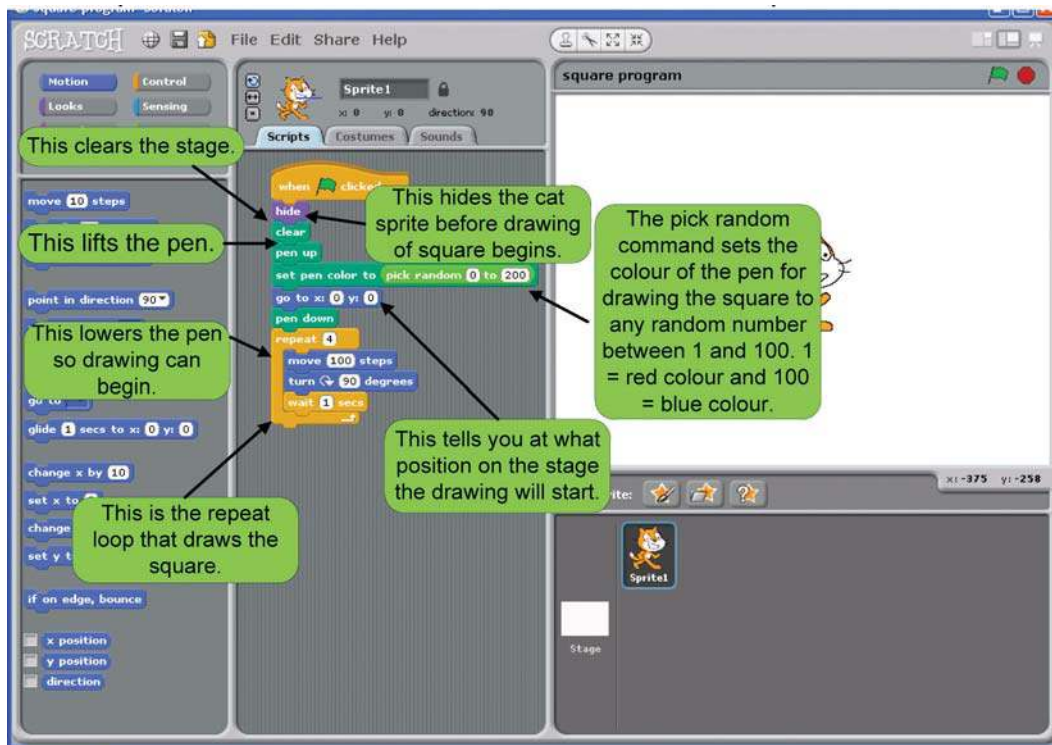 SCRATCH File Edit Share Help
Motion Control
Looks Sensing
Sprite1
x: 0 y: 0 direction: 90
Scripts Costumes Sounds
square program
This clears the stage.
This lifts the pen.
This lowers the pen
so drawing can
begin.
This is the repeat
loop that draws the
square.
This hides the cat
sprite before drawing
of square begins.
The pick random
command sets the
colour of the pen for
drawing the square to
any random number
between 1 and 100. 1
= red colour and 100
= blue colour.
This tells you at what
position on the stage
the drawing will start.
when clicked
hide
clear
pen up
set pen color to pick random 0 to 200
go to x: 0 y: 0
pen down
repeat 4
move 100 steps
turn 90 degrees
wait 1 secs
move 10 steps
point in direction 90
go to
glide 1 secs to x: 0 y: 0
change x by 10
set x to
change
set y
if on edge, bounce
x position
y position
direction
x: -375 y: -258
Sprite1
Stage